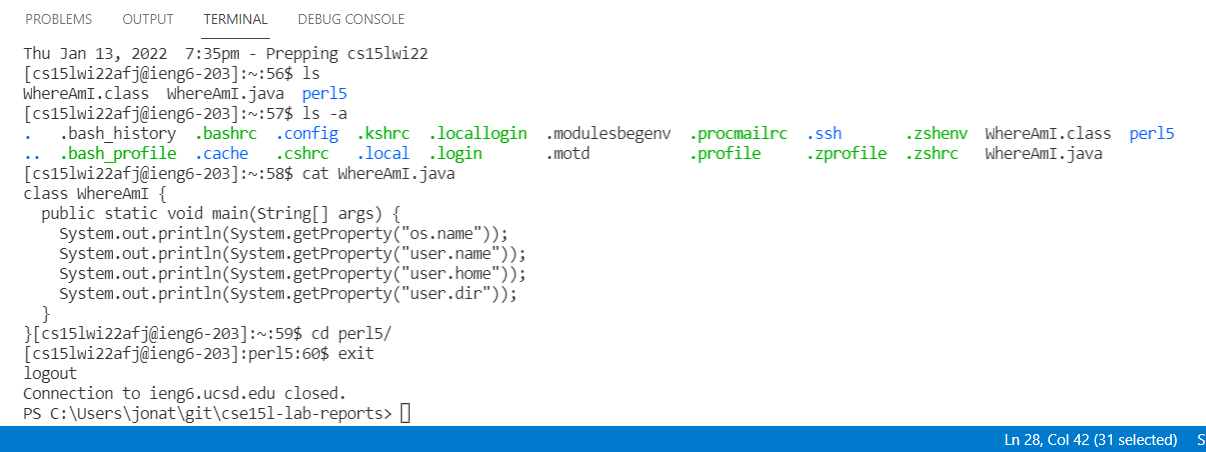 PROBLEMS OUTPUT TERMINAL DEBUG CONSOLE
Thu Jan 13, 2022  7:35pm - Prepping cs15lwi22
[cs15lwi22afj@ieng6-203]:~:56$ ls
WhereAmI.class  WhereAmI.java  perl5
[cs15lwi22afj@ieng6-203]:~:57$ ls -a
.   .bash_history  .bashrc  .config  .kshrc  .locallogin  .modulesbegenv  .procmailrc  .ssh      .zshenv  WhereAmI.class  perl5
..  .bash_profile  .cache   .cshrc   .local  .login       .motd           .profile     .zprofile  .zshrc   WhereAmI.java
[cs15lwi22afj@ieng6-203]:~:58$ cat WhereAmI.java
class WhereAmI {
  public static void main(String[] args) {
    System.out.println(System.getProperty("os.name"));
    System.out.println(System.getProperty("user.name"));
    System.out.println(System.getProperty("user.home"));
    System.out.println(System.getProperty("user.dir"));
  }
}[cs15lwi22afj@ieng6-203]:~:59$ cd perl5/
[cs15lwi22afj@ieng6-203]:perl5:60$ exit
logout
Connection to ieng6.ucsd.edu closed.
PS C:\Users\jonat\git\cse15l-lab-reports>
Ln 28, Col 42 (31 selected) S